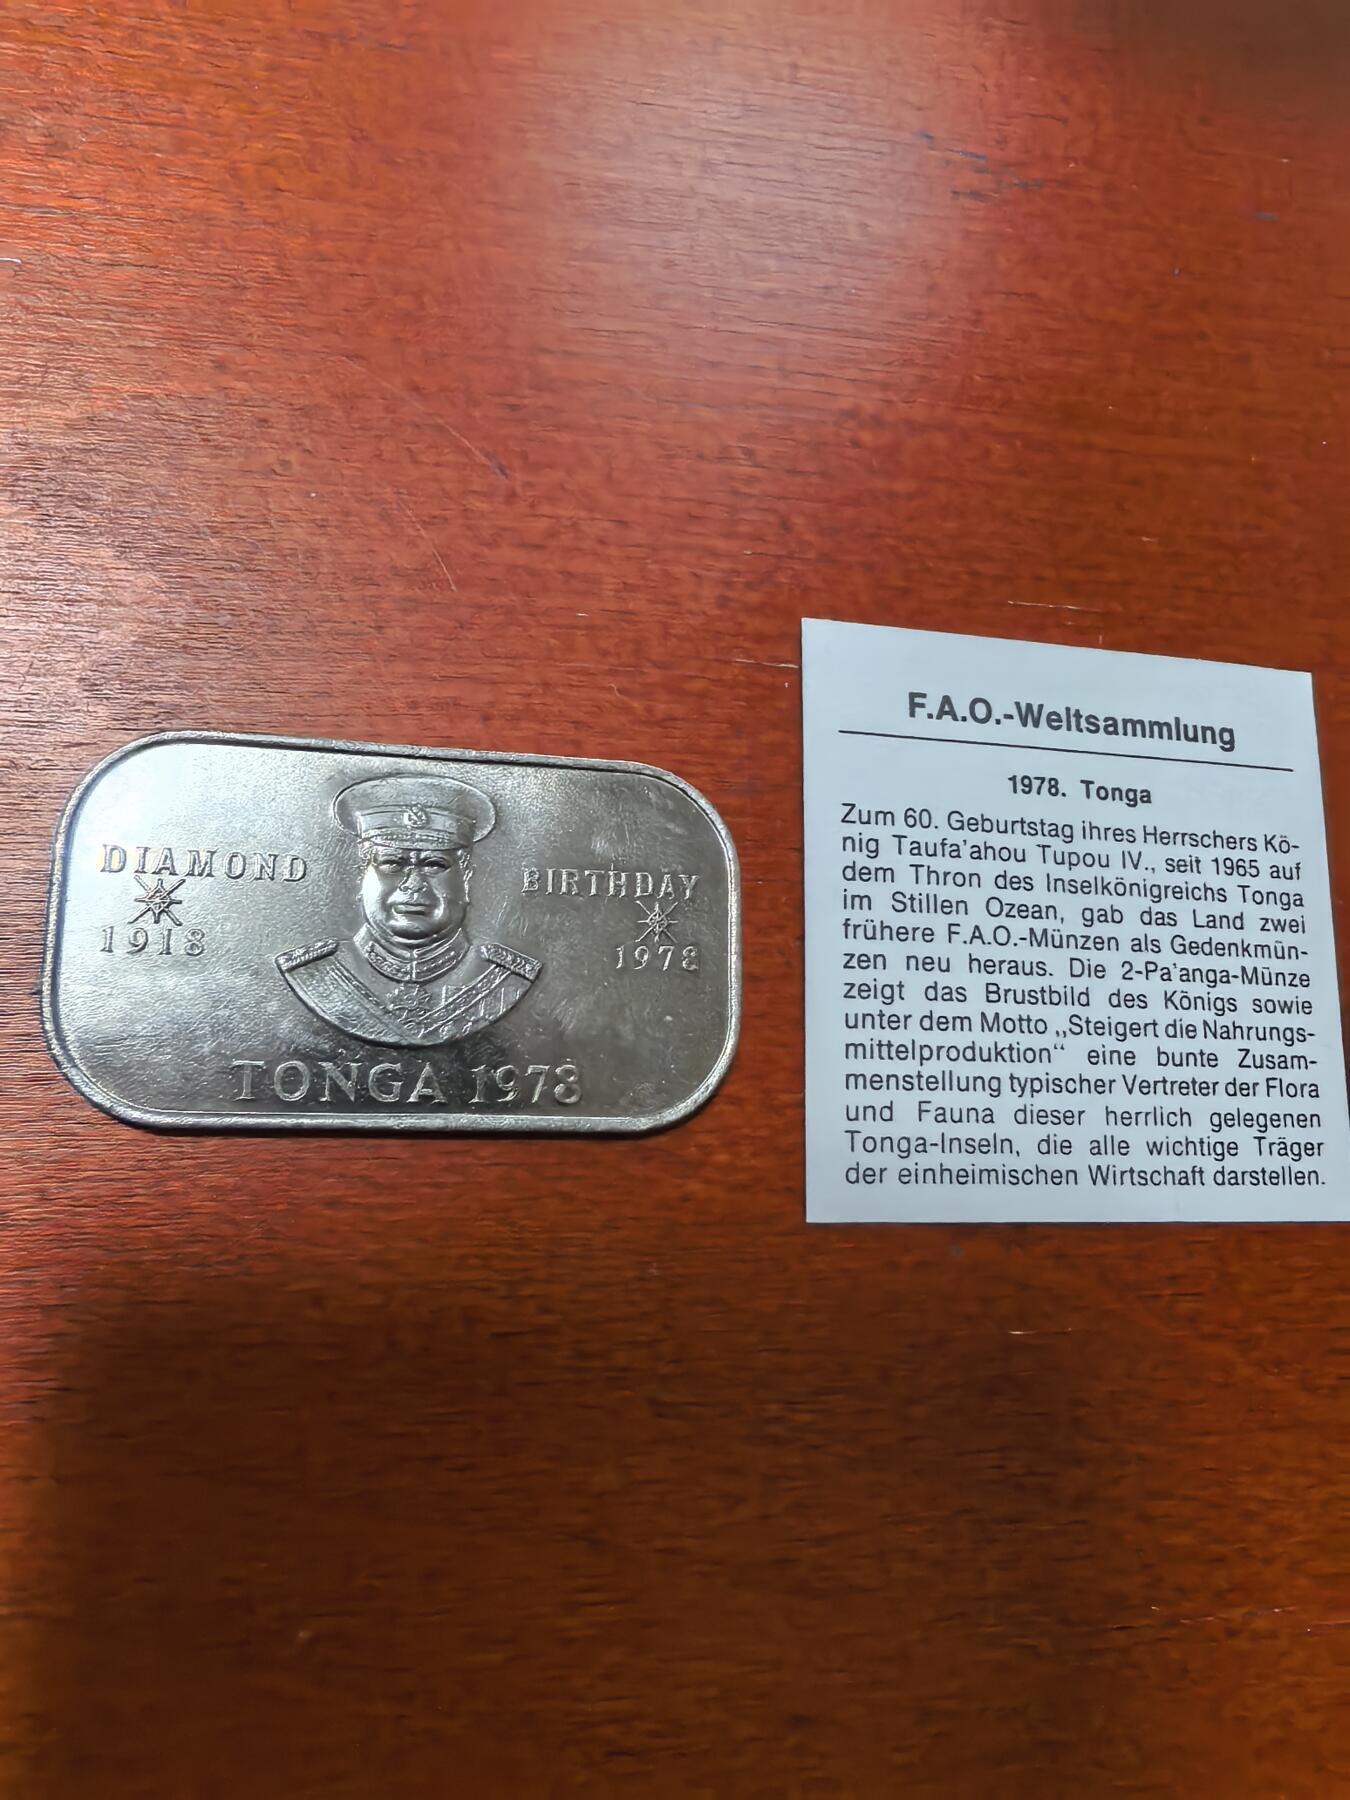 DIAMOND
1918
BIRTHDAY
1978
TONGA 1978
F.A.O.-Weltsammlung
1978. Tonga
Zum 60. Geburtstag ihres Herrschers Kö-
nig Taufa'ahou Tupou IV., seit 1965 auf
dem Thron des Inselkönigreichs Tonga
im Stillen Ozean, gab das Land zwei
frühere F.A.O.-Münzen als Gedenkmün-
zen neu heraus. Die 2-Pa'anga-Münze
zeigt das Brustbild des Königs sowie
unter dem Motto „Steigert die Nahrungs-
mittelproduktion“ eine bunte Zusam-
menstellung typischer Vertreter der Flora
und Fauna dieser herrlich gelegenen
Tonga-Inseln, die alle wichtige Träger
der einheimischen Wirtschaft darstellen.